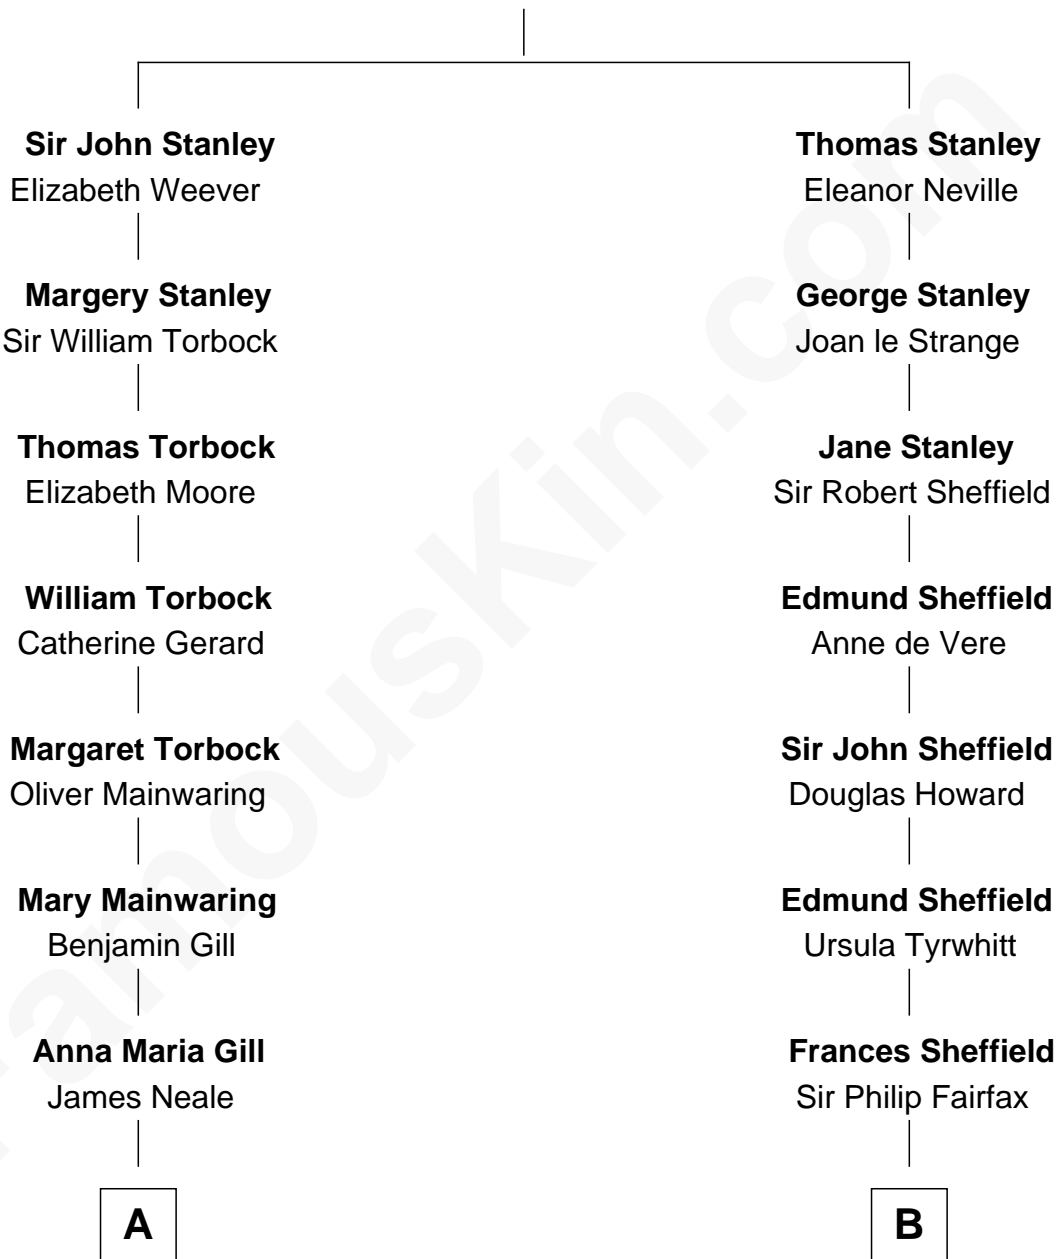 Sir John Stanley
Elizabeth Weever
Margery Stanley
Sir William Torbock
Thomas Torbock
Elizabeth Moore
William Torbock
Catherine Gerard
Margaret Torbock
Oliver Mainwaring
Mary Mainwaring
Benjamin Gill
Anna Maria Gill
James Neale
A
Thomas Stanley
Eleanor Neville
George Stanley
Joan le Strange
Jane Stanley
Sir Robert Sheffield
Edmund Sheffield
Anne de Vere
Sir John Sheffield
Douglas Howard
Edmund Sheffield
Ursula Tyrwhitt
Frances Sheffield
Sir Philip Fairfax
B
FamousKin.com